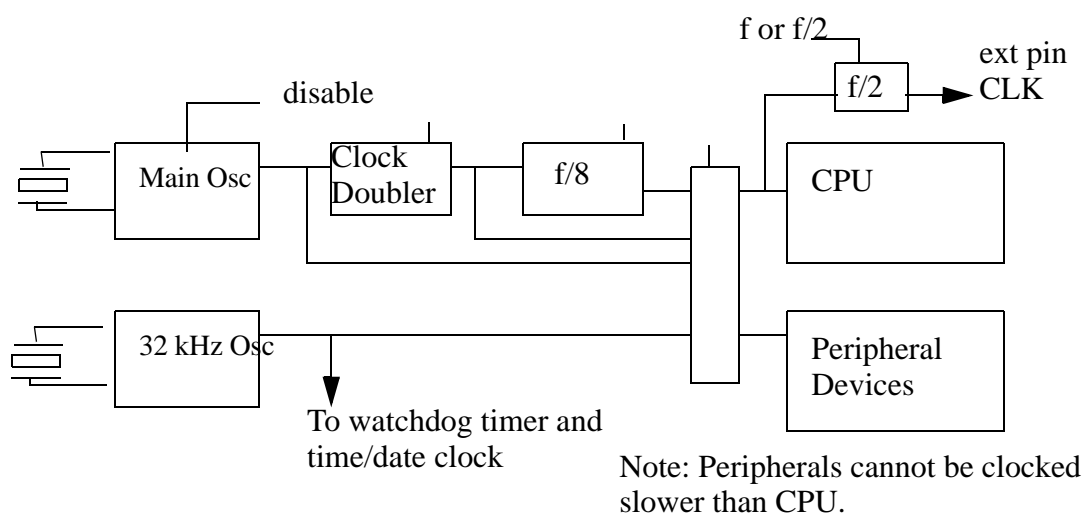 f or f/2
ext pin
CLK
f/2
disable
Main Osc
Clock
Doubler
f/8
CPU
32 kHz Osc
Peripheral
Devices
To watchdog timer and
time/date clock
Note: Peripherals cannot be clocked
slower than CPU.